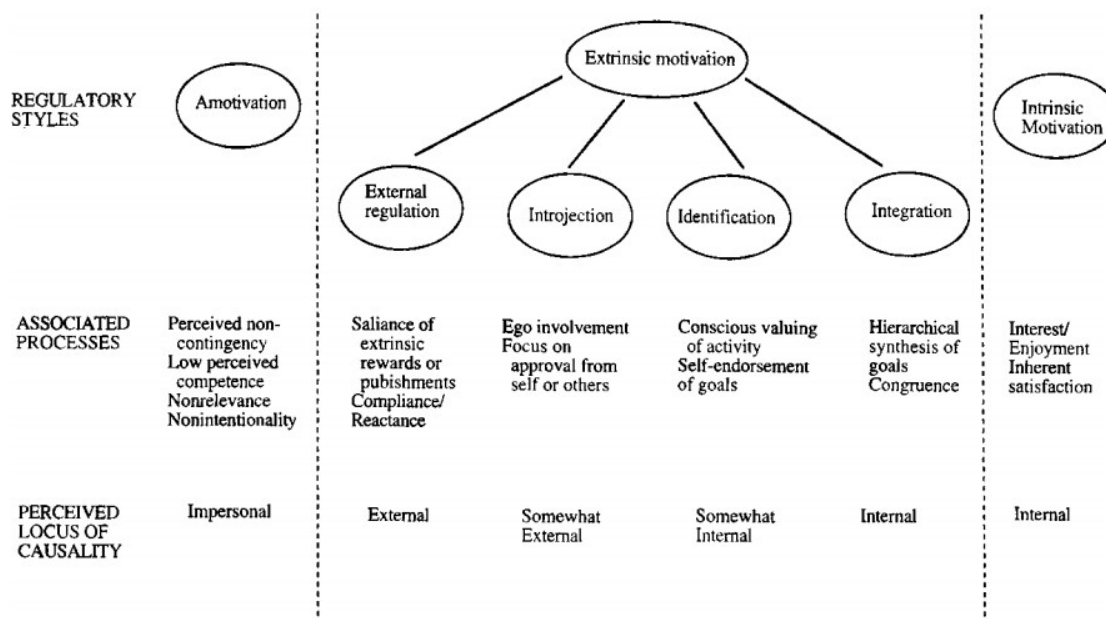 Extrinsic motivation
REGULATORY
STYLES
Amotivation
Intrinsic
Motivation
External
regulation
Introjection
Identification
Integration
ASSOCIATED
PROCESSES
Perceived non-
contingency
Low perceived
competence
Nonrelevance
Nonintentionality
Saliance of
extrinsic
rewards or
pubishments
Compliance/
Reactance
Ego involvement
Focus on
approval from
self or others
Conscious valuing
of activity
Self-endorsement
of goals
Hierarchical
synthesis of
goals
Congruence
Interest/
Enjoyment
Inherent
satisfaction
PERCEIVED
LOCUS OF
CAUSALITY
Impersonal
External
Somewhat
External
Somewhat
Internal
Internal
Internal